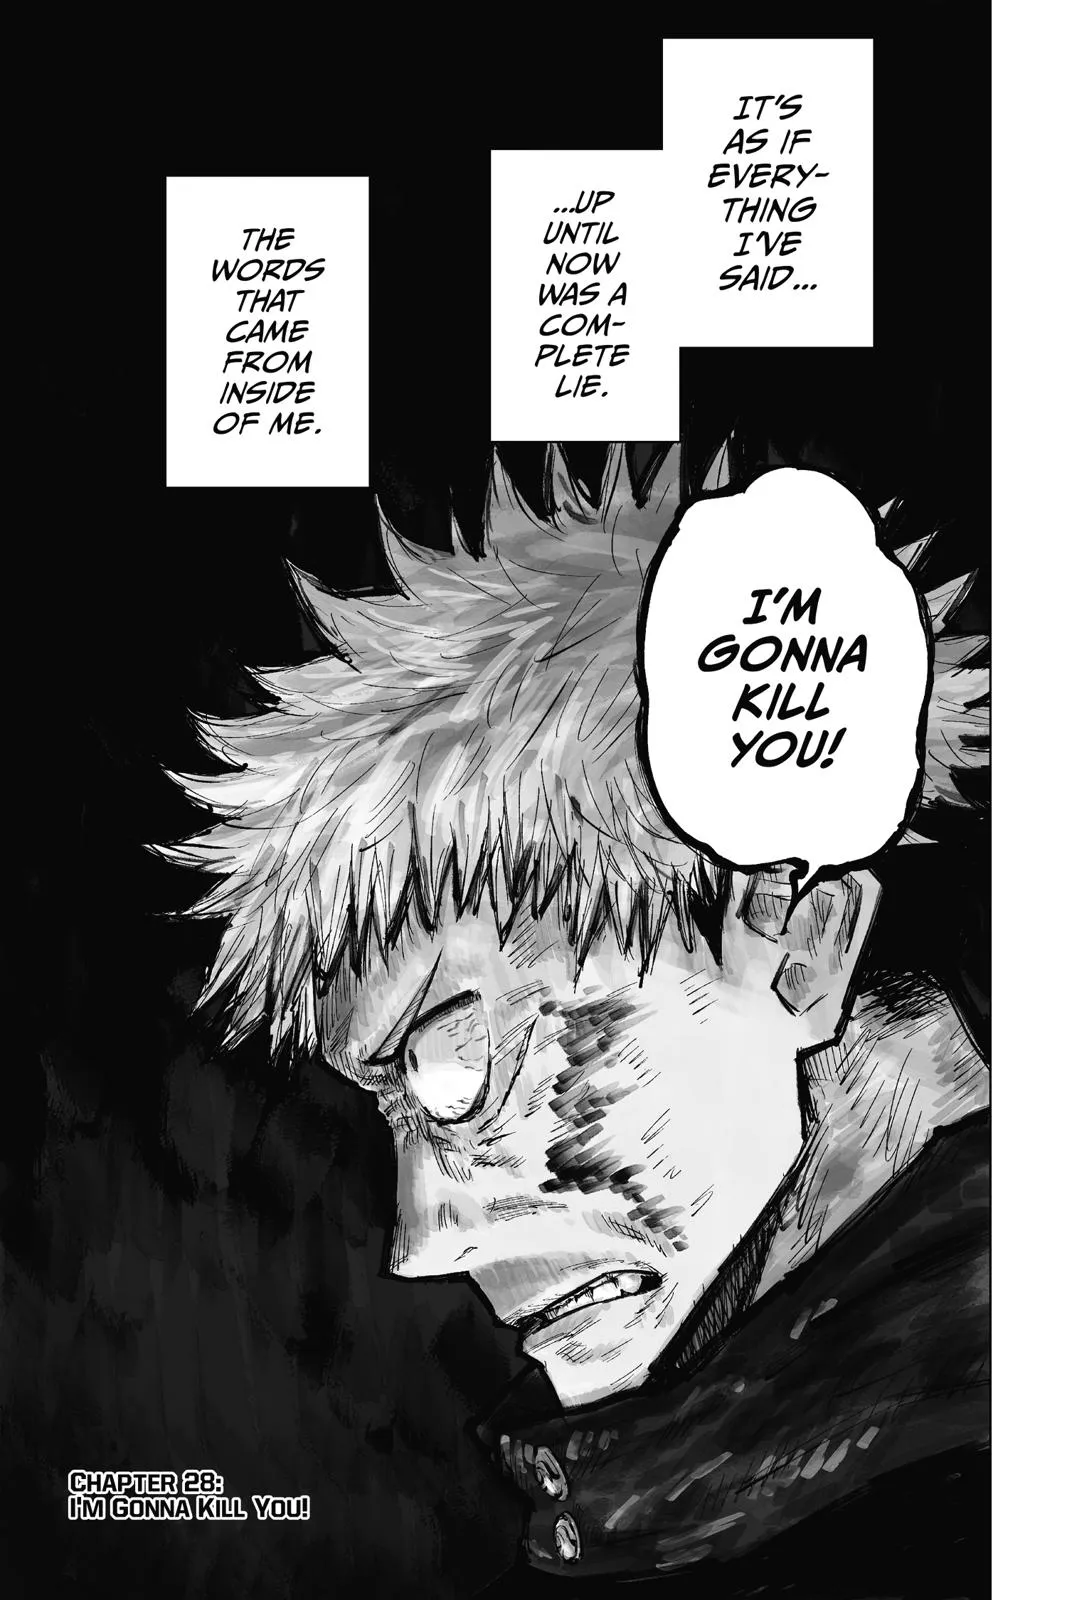 IT'S
AS IF
EVERY-
THING
I'VE
SAID...
...UP
UNTIL
NOW
WAS A
COM-
PLETE
LIE.
THE
WORDS
THAT
CAME
FROM
INSIDE
OF ME.
I'M
GONNA
KILL
YOU!
CHAPTER 28:
I'M GONNA KILL YOU!